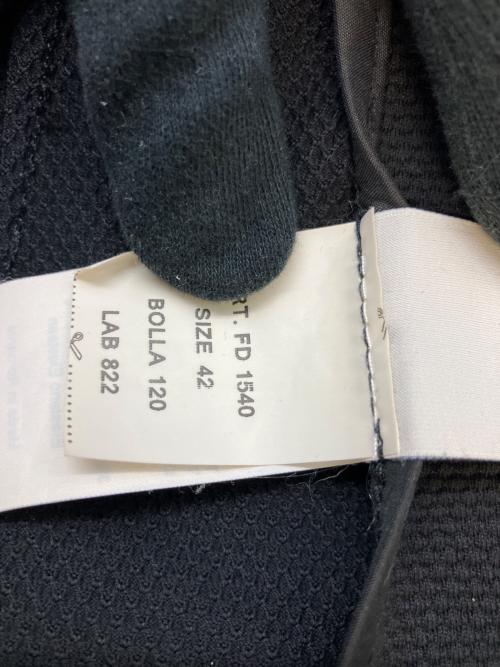 RT. FD 1540
SIZE 42
BOLLA 120
LAB 822